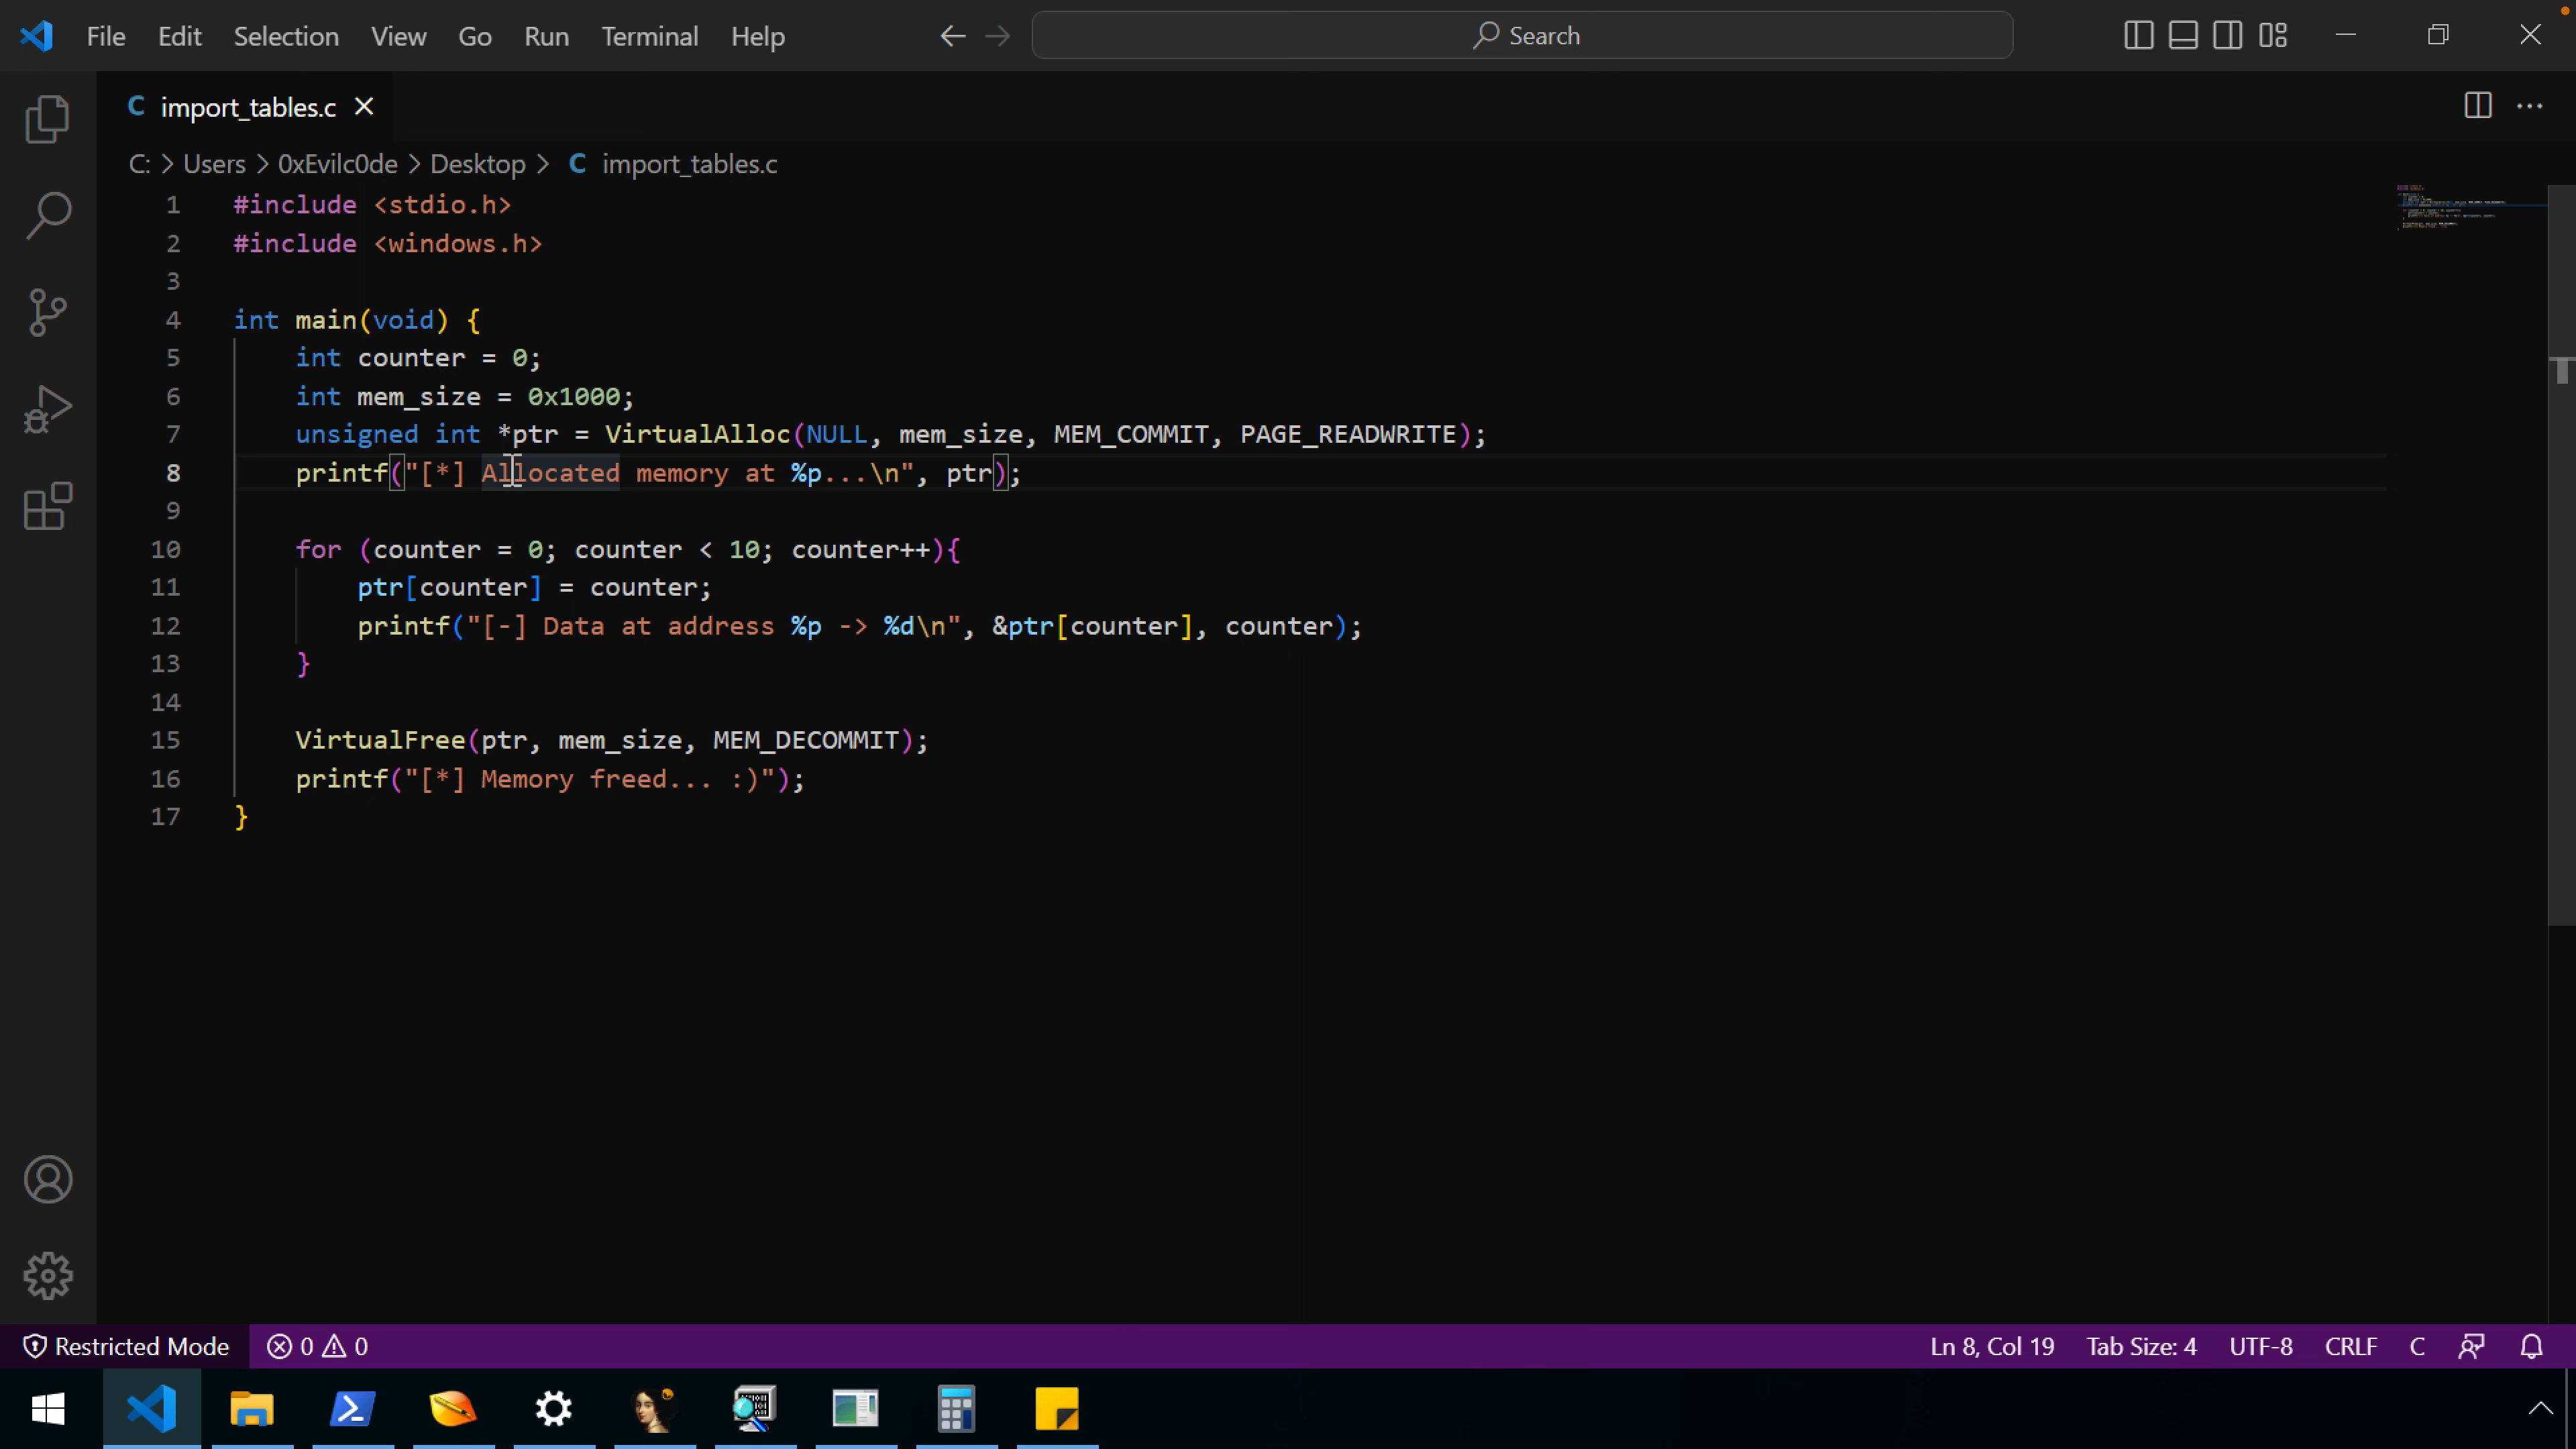 File Edit Selection View Go Run Terminal Help Search
import_tables.c
C: > Users > 0xEvilc0de > Desktop > C import_tables.c
1 #include <stdio.h>
2 #include <windows.h>
3
4 int main(void) {
5 int counter = 0;
6 int mem_size = 0x1000;
7 unsigned int *ptr = VirtualAlloc(NULL, mem_size, MEM_COMMIT, PAGE_READWRITE);
8 printf("[*] Allocated memory at %p...\n", ptr);
9
10 for (counter = 0; counter < 10; counter++){
11 ptr[counter] = counter;
12 printf("[-] Data at address %p -> %d\n", &ptr[counter], counter);
13 }
14
15 VirtualFree(ptr, mem_size, MEM_DECOMMIT);
16 printf("[*] Memory freed... :)");
17 }
Restricted Mode 0 0 Ln 8, Col 19 Tab Size: 4 UTF-8 CRLF C